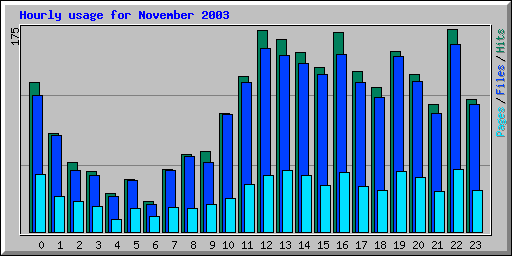 Hourly usage for November 2003
175
Pages/Files/Hits
0 1 2 3 4 5 6 7 8 9 10 11 12 13 14 15 16 17 18 19 20 21 22 23